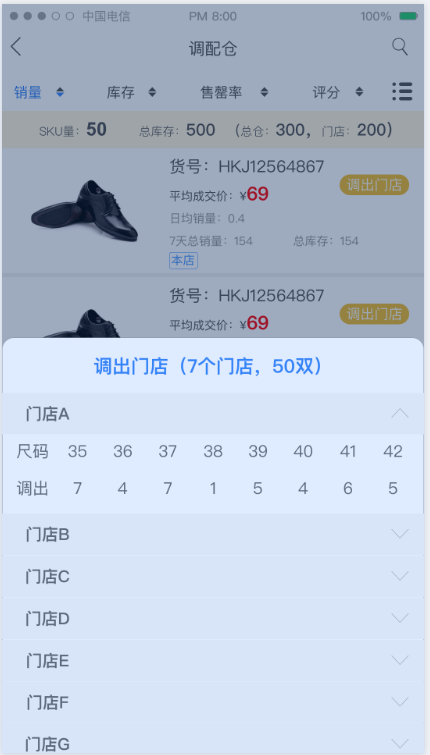 中国电信 PM 8:00 100%
调配仓
销量 库存 售罄率 评分
SKU量：50 总库存：500 （总仓：300，门店：200）
货号：HKJ12564867
平均成交价：¥69
调出门店
日均销量：0.4
7天总销量：154 总库存：154
本店
货号：HKJ12564867
平均成交价：¥69
调出门店
调出门店（7个门店，50双）
门店A
尺码 35 36 37 38 39 40 41 42
调出 7 4 7 1 5 4 6 5
门店B
门店C
门店D
门店E
门店F
门店G